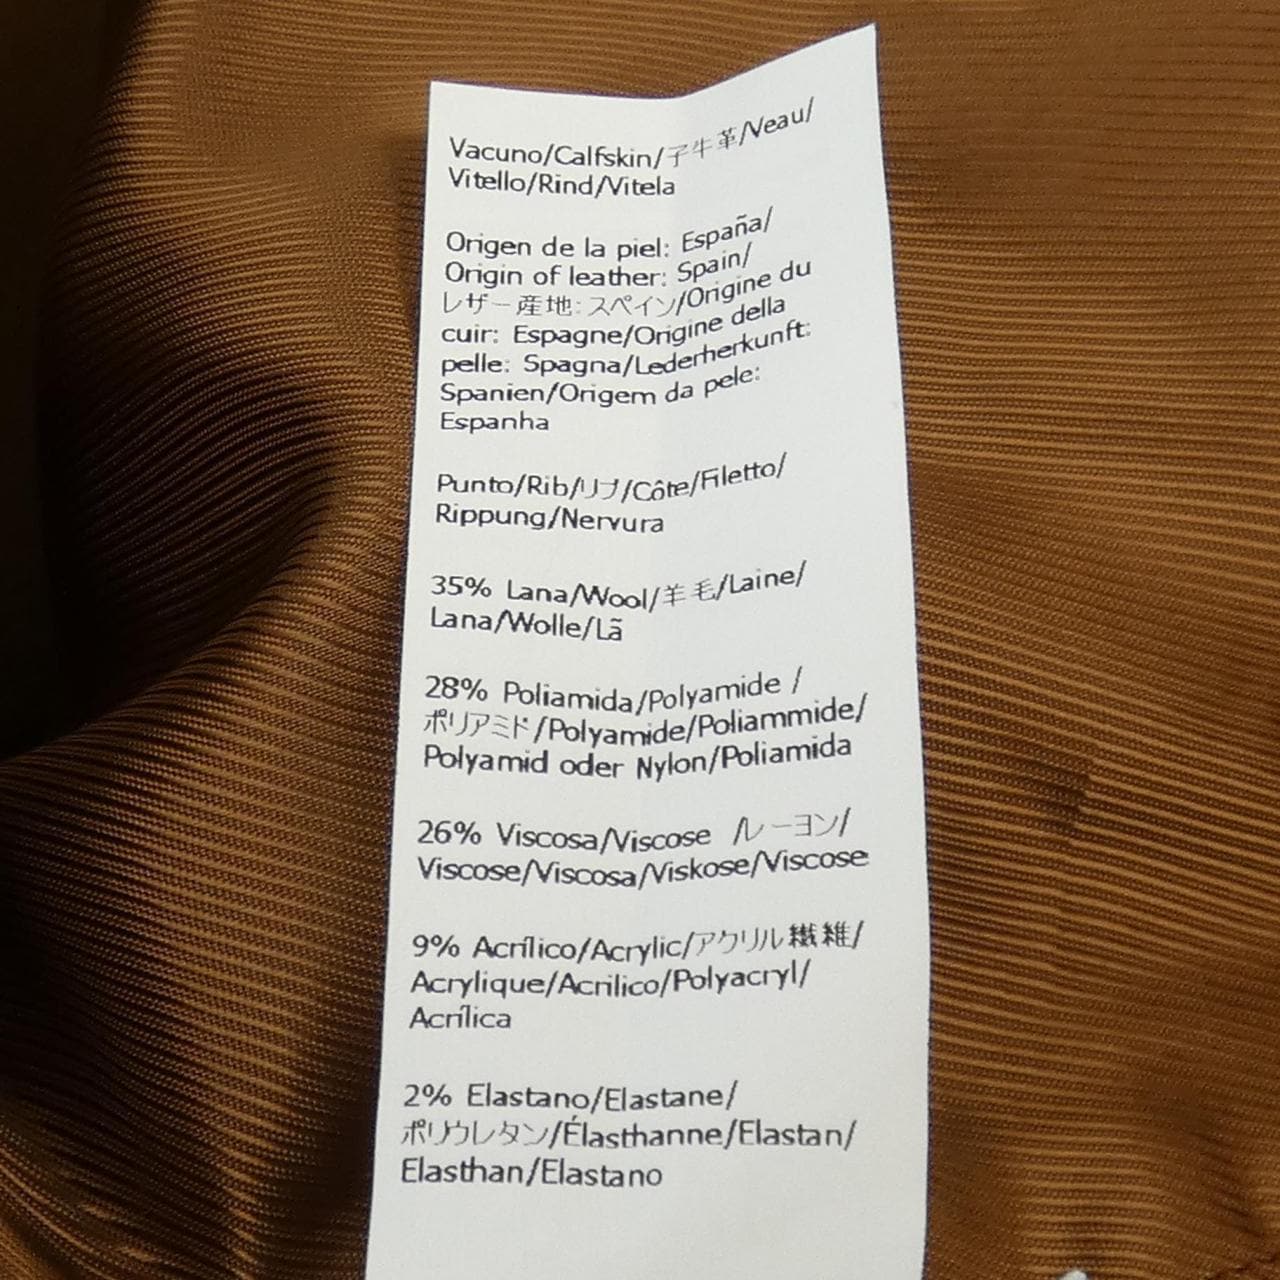 Vacuno/Calfskin/子牛革/Veau/
Vitello/Rind/Vitela
Origen de la piel: España/
Origin of leather: Spain/
レザー産地: スペイン/Origine du
cuir: Espagne/Origine della
pelle: Spagna/Lederherkunft:
Spanien/Origem da pele:
Espanha
Punto/Rib/リブ/Côte/Filetto/
Rippung/Nervura
35% Lana/Wool/羊毛/Laine/
Lana/Wolle/Lã
28% Poliamida/Polyamide /
ポリアミド/Polyamide/Poliammide/
Polyamid oder Nylon/Poliamida
26% Viscosa/Viscose /レーヨン/
Viscose/Viscosa/Viskose/Viscose
9% Acrílico/Acrylic/アクリル繊維/
Acrylique/Acrilico/Polyacryl/
Acrílica
2% Elastano/Elastane/
ポリウレタン/Élasthanne/Elastan/
Elasthan/Elastano